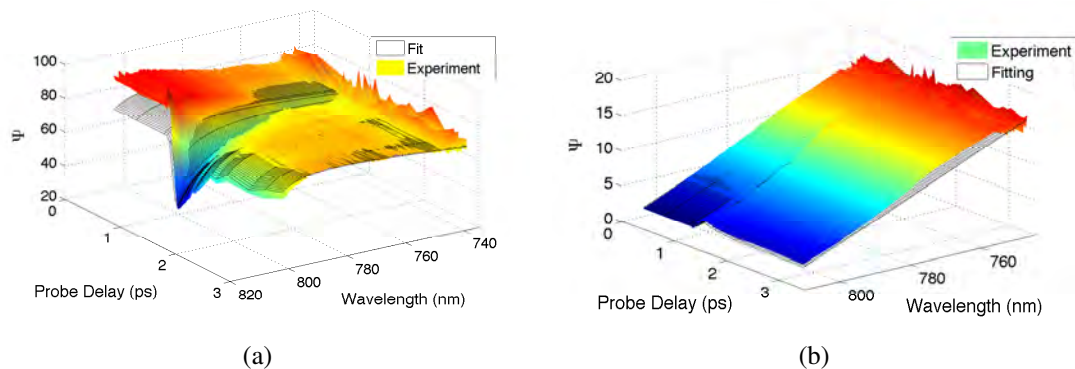 Fit
Experiment
Ψ
100
80
60
40
20
0
1
2
3
820
800
780
760
740
Probe Delay (ps)
Wavelength (nm)
(a)
Experiment
Fitting
Ψ
20
15
10
5
0
0
1
2
3
800
780
760
Probe Delay (ps)
Wavelength (nm)
(b)